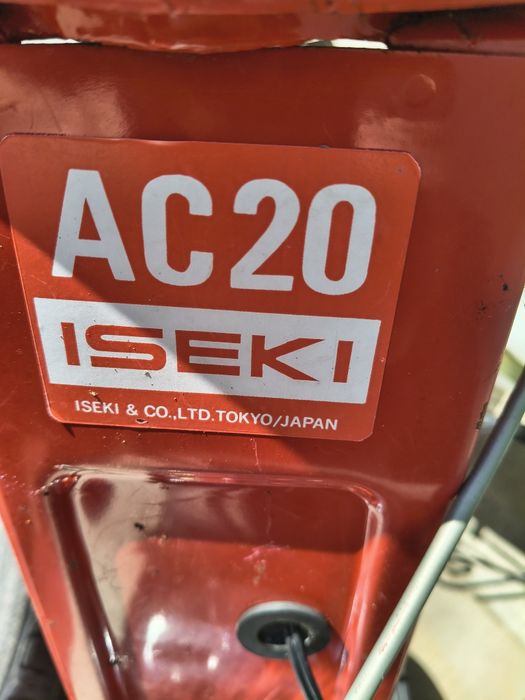 AC20
ISEKI
ISEKI & CO.,LTD.TOKYO/JAPAN